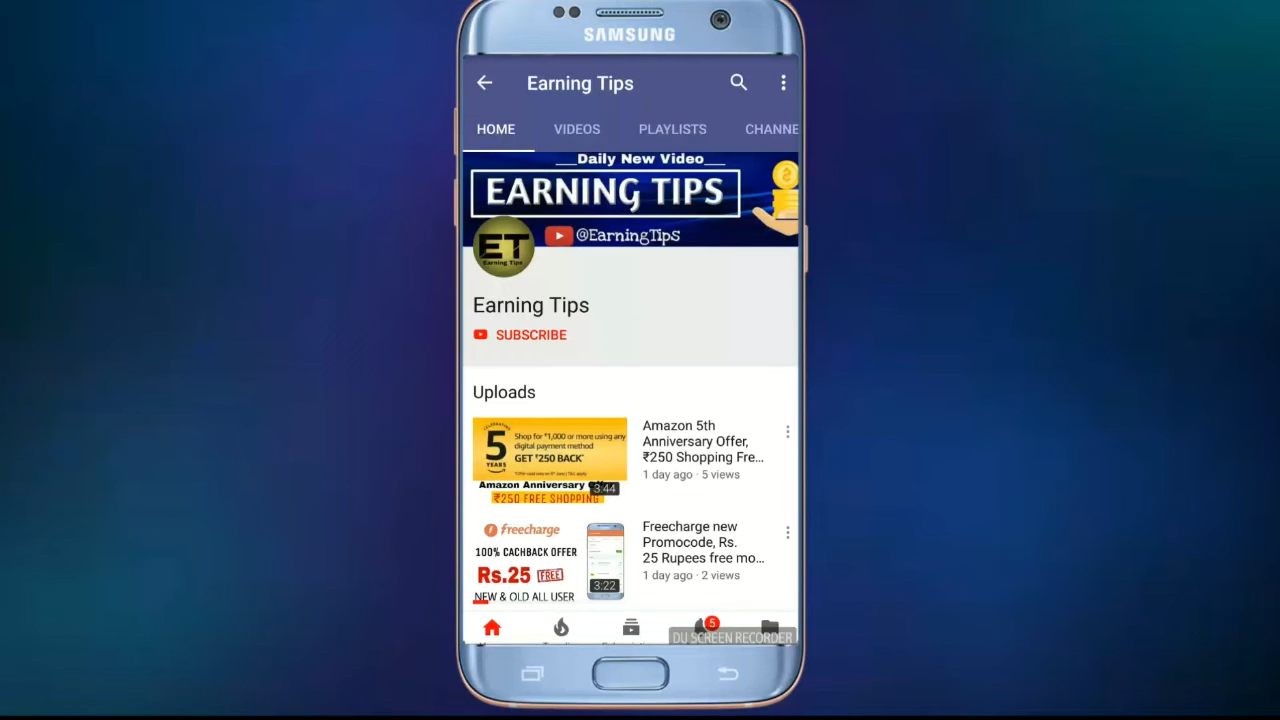 SAMSUNG
Earning Tips
HOME VIDEOS PLAYLISTS CHANNE
___Daily New Video___
EARNING TIPS
@EarningTips
ET
Earning Tips
Earning Tips
SUBSCRIBE
Uploads
CELEBRATING
5
YEARS
Shop for ₹1,000 or more using any
digital payment method
GET ₹250 BACK*
Amazon Anniversary
₹250 FREE SHOPPING
3:44
Amazon 5th
Anniversary Offer,
₹250 Shopping Fre...
1 day ago · 5 views
freecharge
100% CACHBACK OFFER
Rs.25 FREE
NEW & OLD ALL USER
3:22
Freecharge new
Promocode, Rs.
25 Rupees free mo...
1 day ago · 2 views
5
DU SCREEN RECORDER